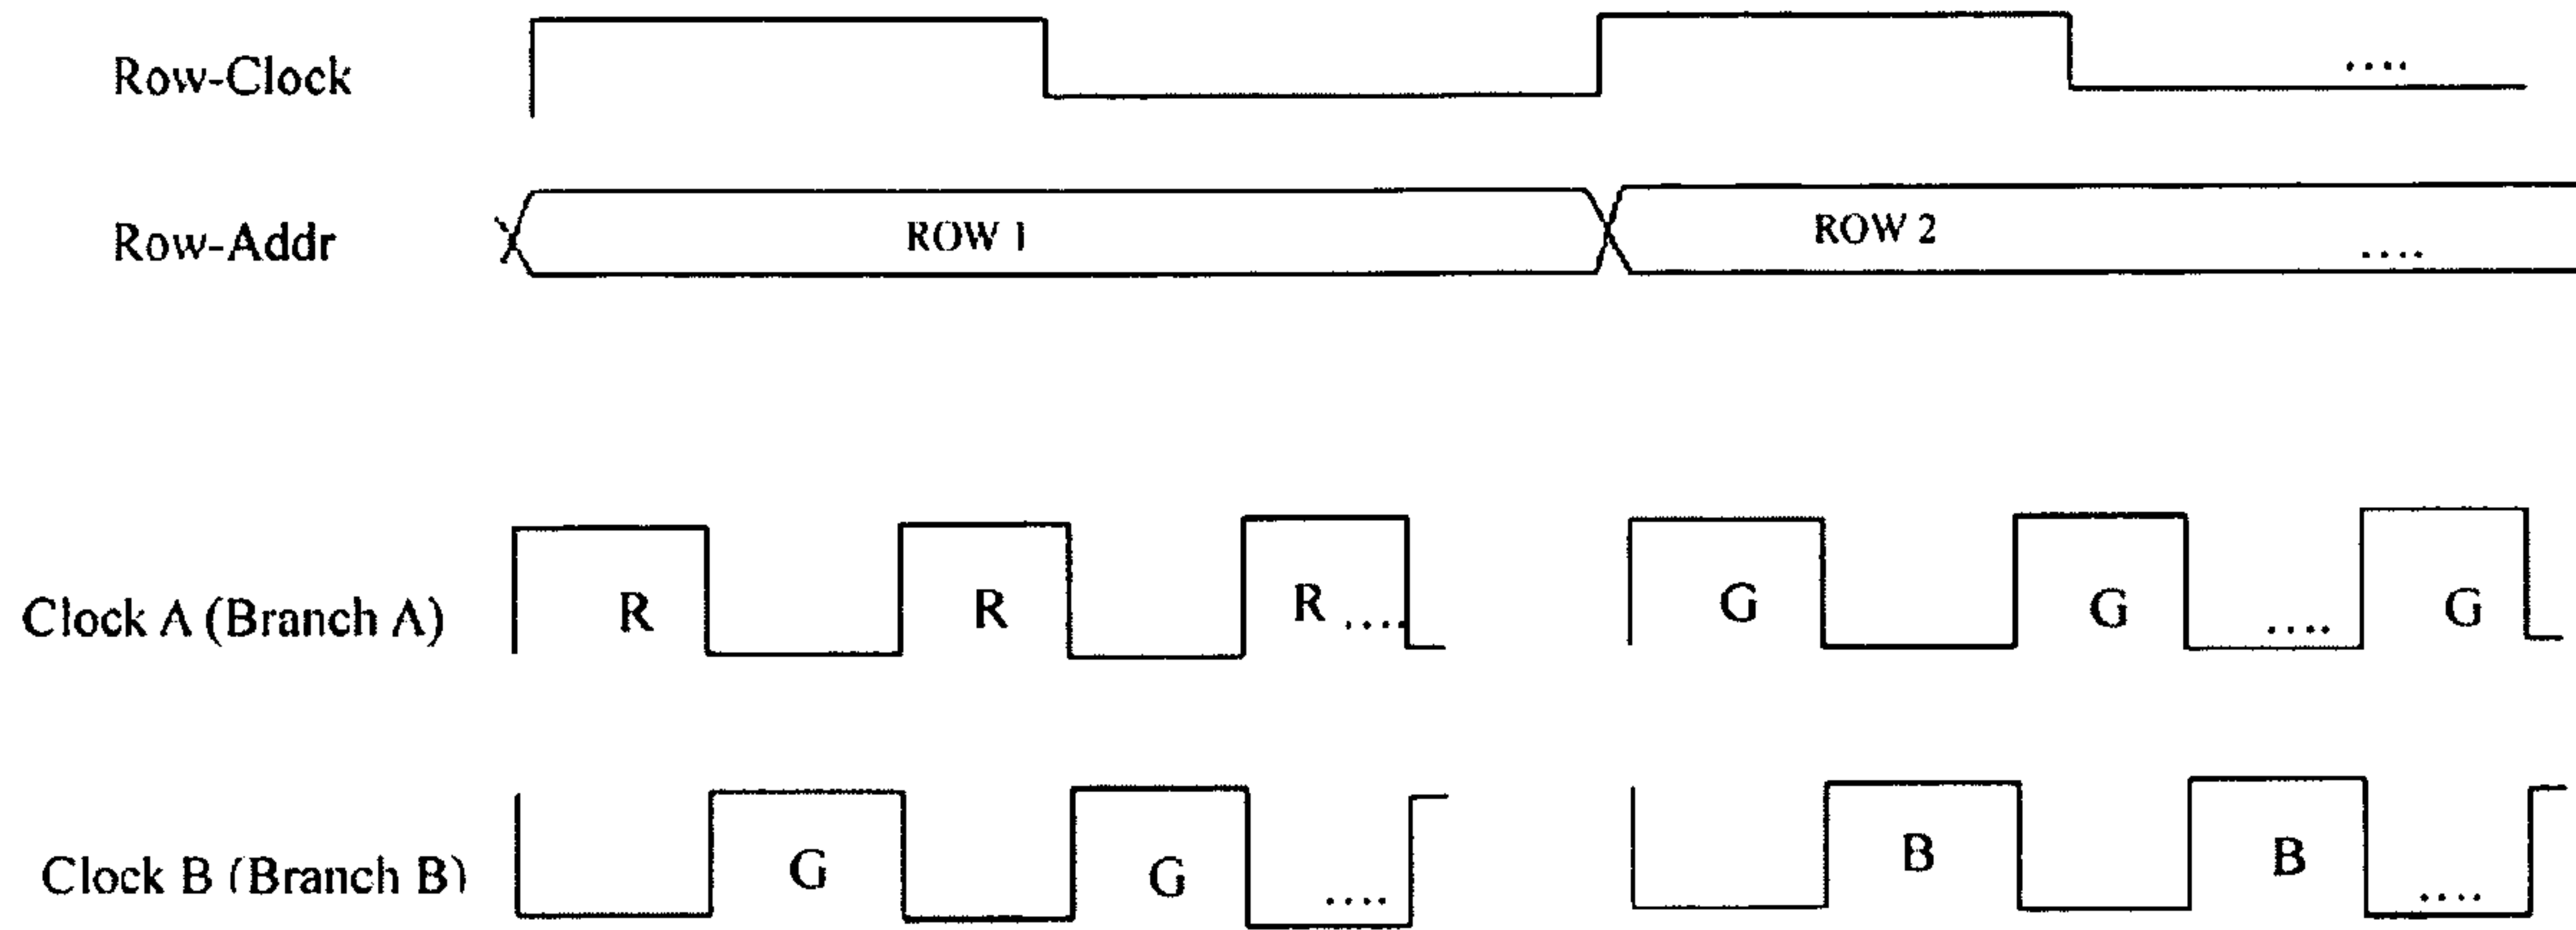 Row-Clock ....
Row-Addr ROW 1 ROW 2 ....
Clock A (Branch A) R R R .... G G .... G
Clock B (Branch B) G G .... B B ....